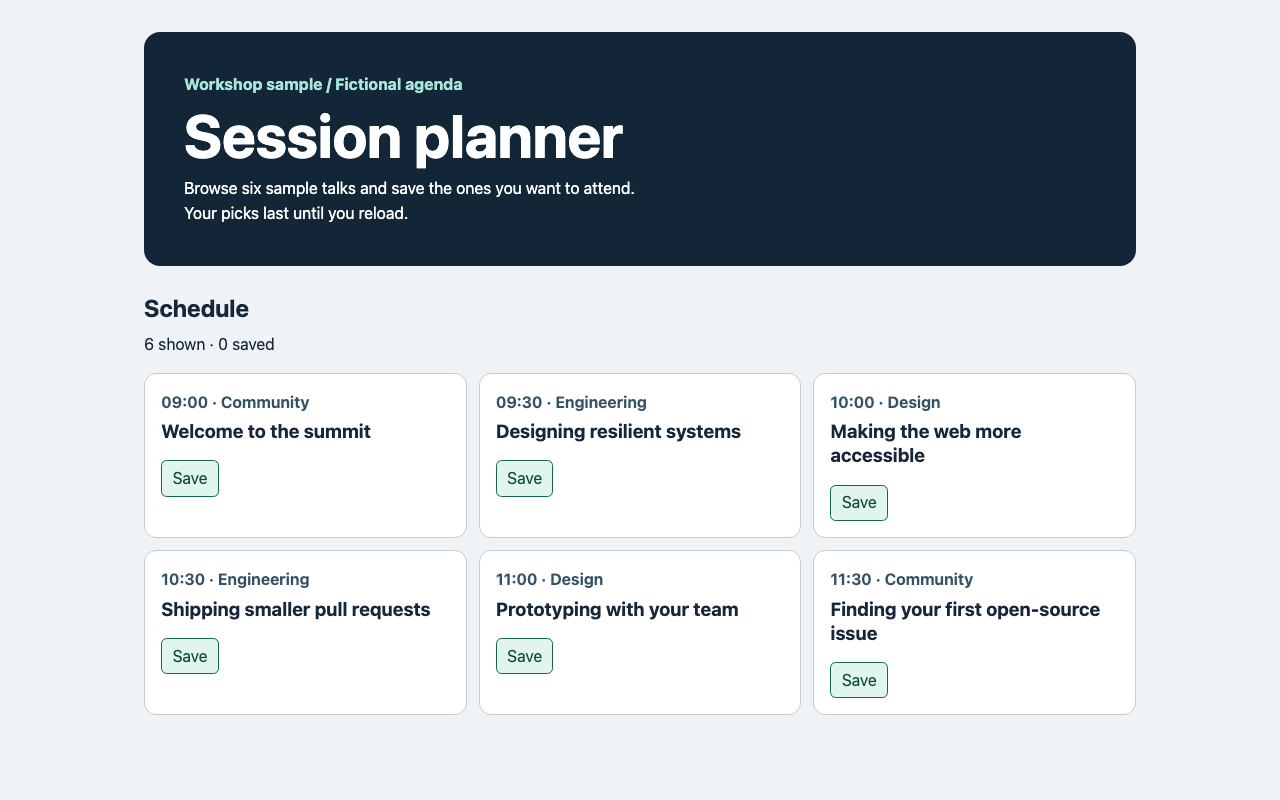 Workshop sample / Fictional agenda
Session planner
Browse six sample talks and save the ones you want to attend.
Your picks last until you reload.
Schedule
6 shown · 0 saved
09:00 · Community
Welcome to the summit
Save
09:30 · Engineering
Designing resilient systems
Save
10:00 · Design
Making the web more
accessible
Save
10:30 · Engineering
Shipping smaller pull requests
Save
11:00 · Design
Prototyping with your team
Save
11:30 · Community
Finding your first open-source
issue
Save